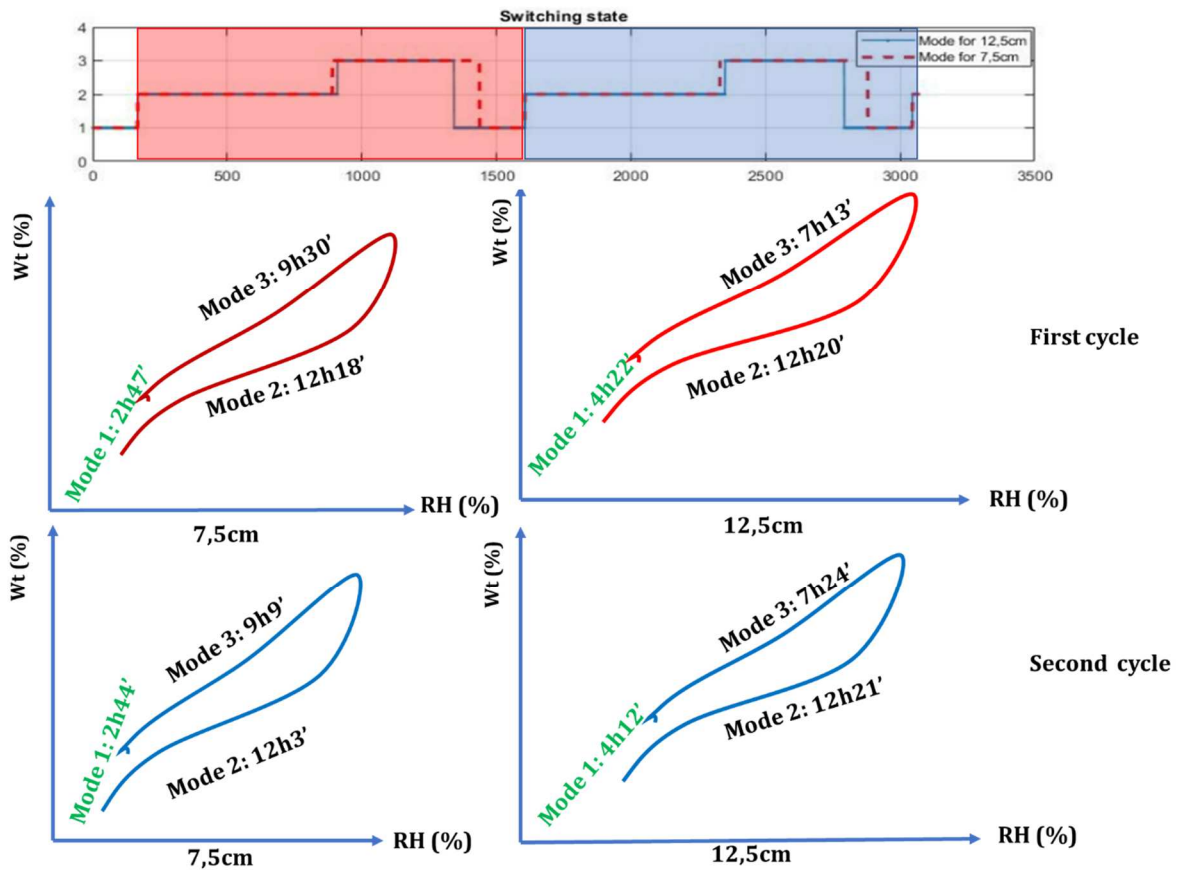 Switching state
4
3
2
1
0
Mode for 12,5cm
Mode for 7,5cm
0 500 1000 1500 2000 2500 3000 3500
Wt (%)
Mode 3: 9h30’
Mode 2: 12h18’
Mode 1: 2h47’
RH (%)
7,5cm
Wt (%)
Mode 3: 7h13’
Mode 2: 12h20’
Mode 1: 4h22’
RH (%)
12,5cm
First cycle
Wt (%)
Mode 3: 9h9’
Mode 2: 12h3’
Mode 1: 2h44’
RH (%)
7,5cm
Wt (%)
Mode 3: 7h24’
Mode 2: 12h21’
Mode 1: 4h12’
RH (%)
12,5cm
Second cycle